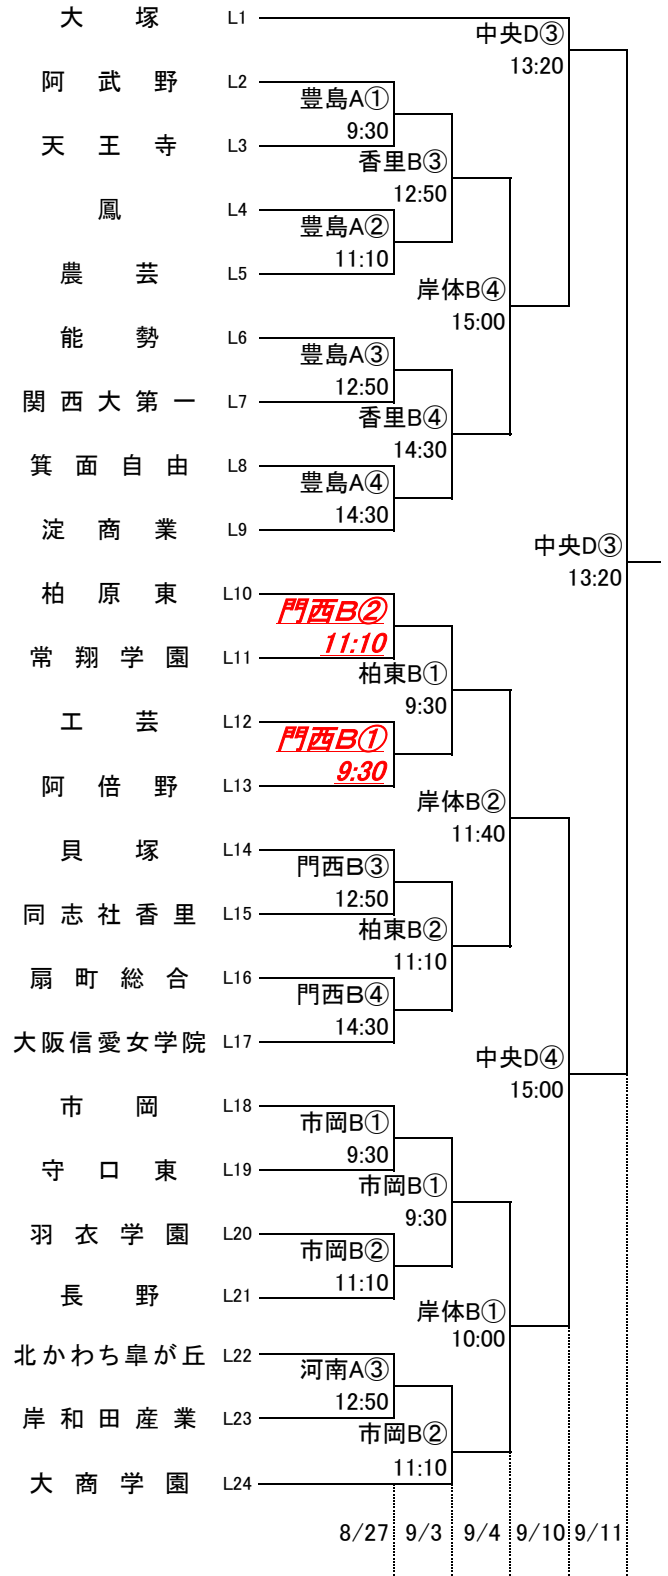 大塚 L1
中央D③
13:20
阿武野 L2
豊島A①
9:30
天王寺 L3
香里B③
12:50
鳳 L4
豊島A②
11:10
農芸 L5
岸体B④
15:00
能勢 L6
豊島A③
12:50
関西大第一 L7
香里B④
14:30
箕面自由 L8
豊島A④
14:30
淀商業 L9
中央D③
13:20
柏原東 L10
門西B②
11:10
常翔学園 L11
柏東B①
9:30
工芸 L12
門西B①
9:30
阿倍野 L13
岸体B②
11:40
貝塚 L14
門西B③
12:50
同志社香里 L15
柏東B②
11:10
扇町総合 L16
門西B④
14:30
大阪信愛女学院 L17
中央D④
15:00
市岡 L18
市岡B①
9:30
守口東 L19
市岡B①
9:30
羽衣学園 L20
市岡B②
11:10
長野 L21
岸体B①
10:00
北かわち皐が丘 L22
河南A③
12:50
岸和田産業 L23
市岡B②
11:10
大商学園 L24
8/27 9/3 9/4 9/10 9/11